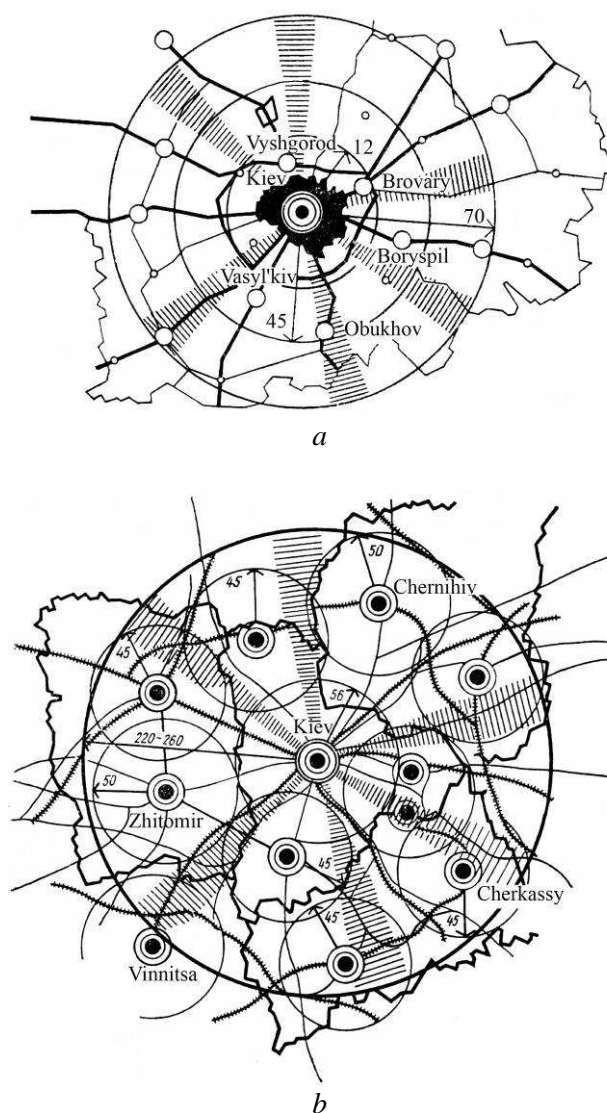 Vyshgorod
12
Kiev
Brovary
70
Boryspil
Vasyl'kiv
45
Obukhov
a
50
45
Chernihiv
45
56
Kiev
220-260
50
Zhitomir
45
Cherkassy
45
45
Vinnitsa
b